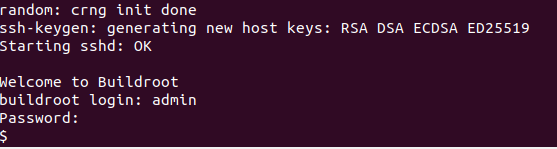 random: crng init done
ssh-keygen: generating new host keys: RSA DSA ECDSA ED25519
Starting sshd: OK
Welcome to Buildroot
buildroot login: admin
Password:
$